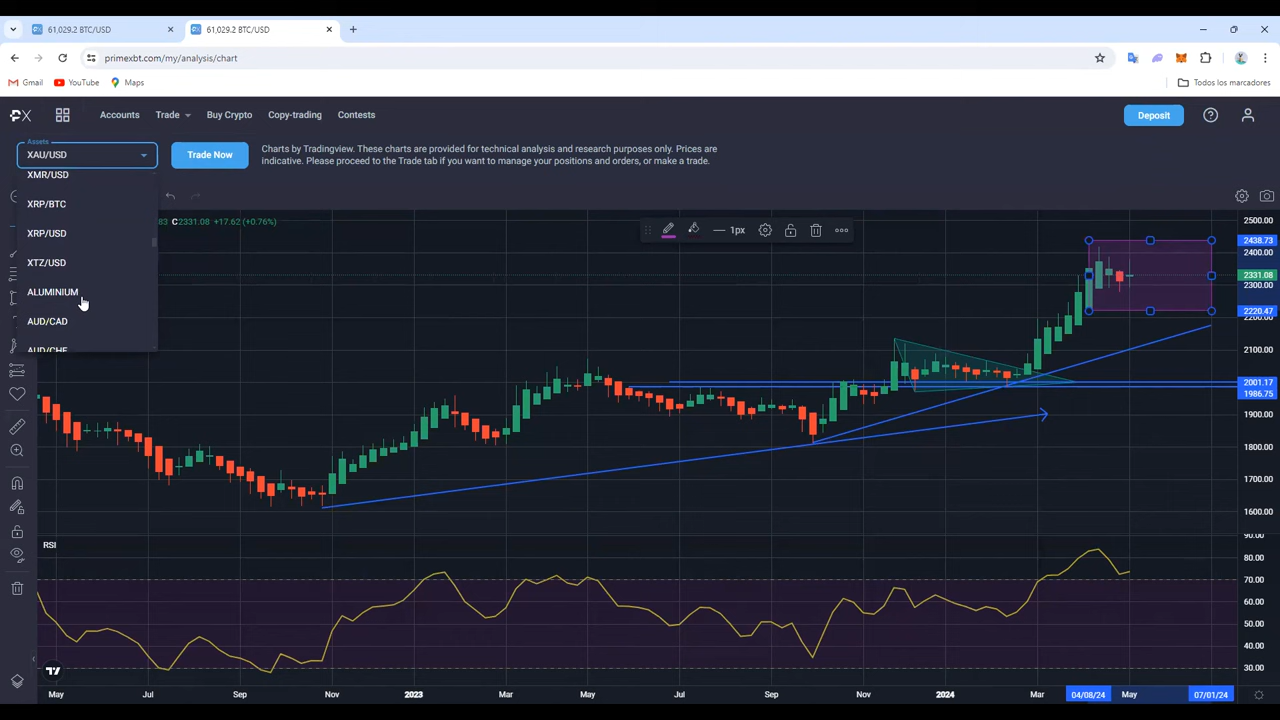 61,029.2 BTC/USD
61,029.2 BTC/USD
primexbt.com/my/analysis/chart
Gmail
YouTube
Maps
Todos los marcadores
Accounts
Trade
Buy Crypto
Copy-trading
Contests
Deposit
Assets
XAU/USD
Trade Now
Charts by Tradingview. These charts are provided for technical analysis and research purposes only. Prices are
indicative. Please proceed to the Trade tab if you want to manage your positions and orders, or make a trade.
XMR/USD
XRP/BTC
XRP/USD
XTZ/USD
ALUMINIUM
AUD/CAD
AUD/CHF
83 C2331.08 +17.62 (+0.76%)
1px
2500.00
2438.73
2400.00
2331.08
2300.00
2220.47
2200.00
2100.00
2001.17
1986.75
1900.00
1800.00
1700.00
1600.00
RSI
90.00
80.00
70.00
60.00
50.00
40.00
30.00
May
Jul
Sep
Nov
2023
Mar
May
Jul
Sep
Nov
2024
Mar
04/08/24
May
07/01/24